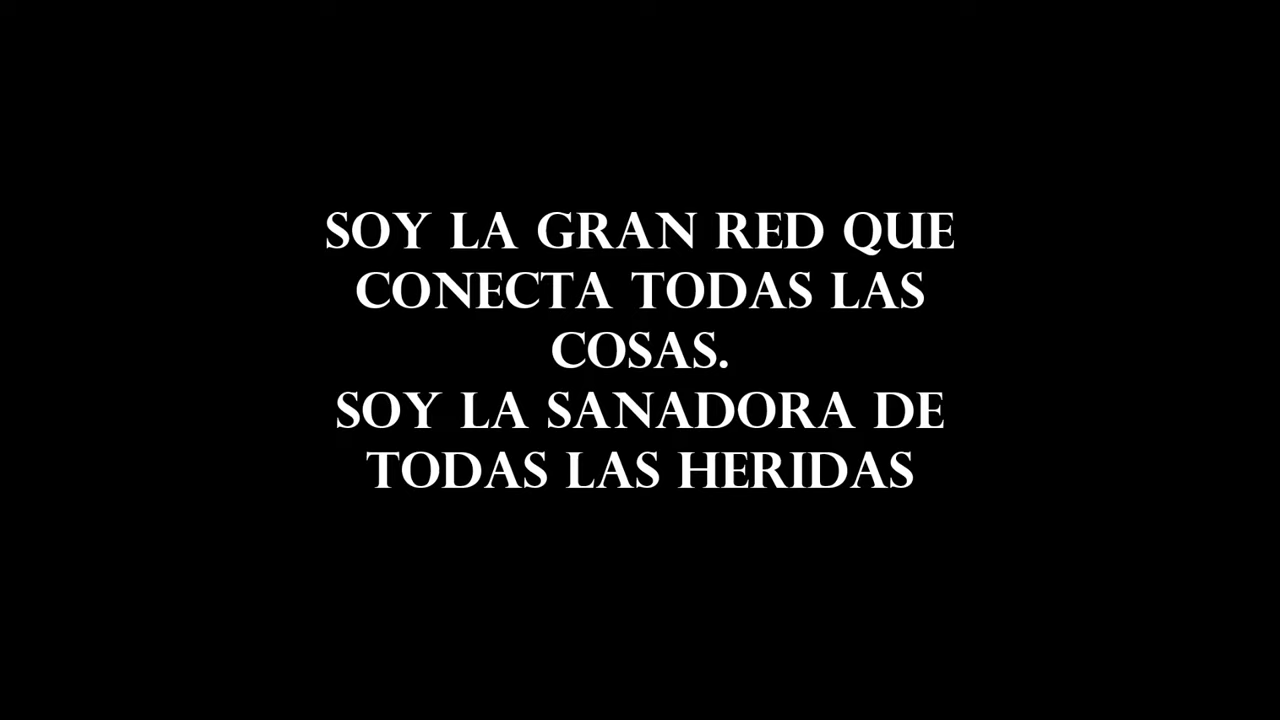 SOY LA GRAN RED QUE
CONECTA TODAS LAS
COSAS.
SOY LA SANADORA DE
TODAS LAS HERIDAS